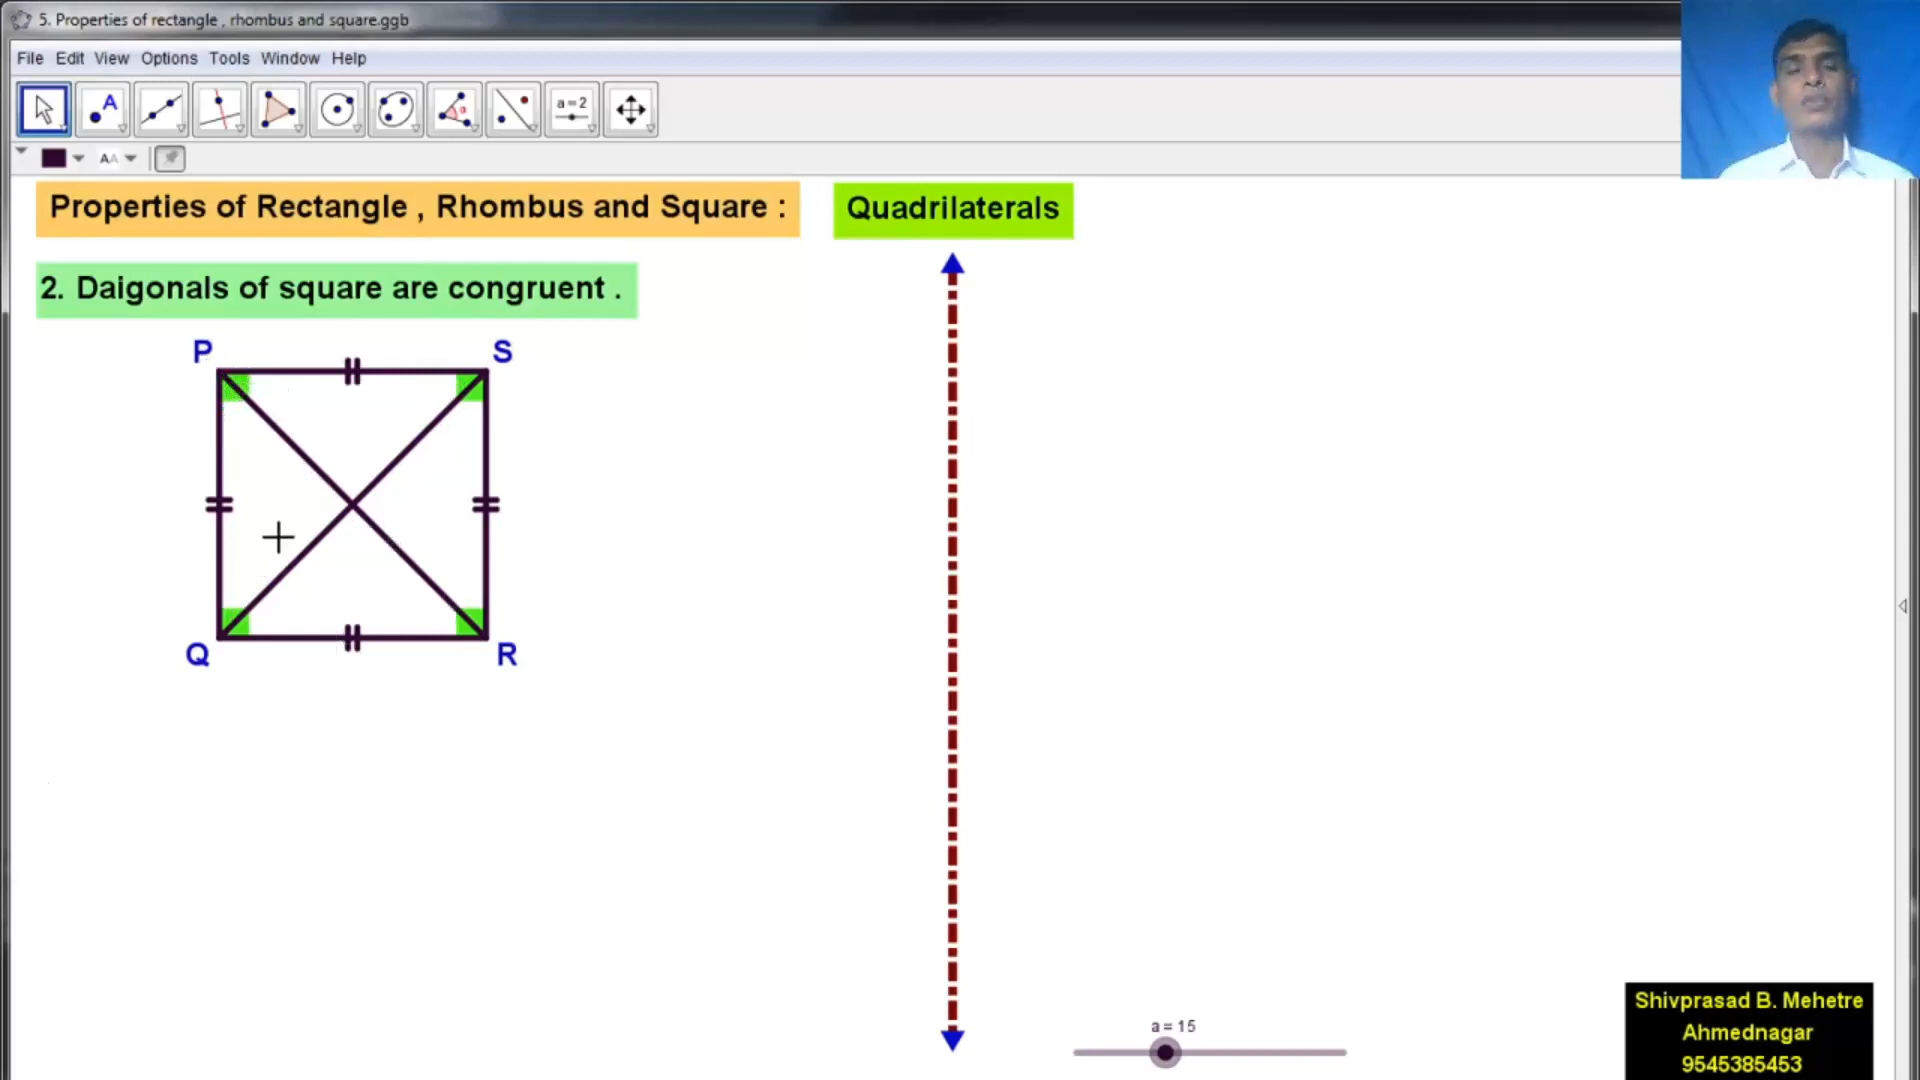 5. Properties of rectangle , rhombus and square.ggb
File Edit View Options Tools Window Help
A
a = 2
AA
Properties of Rectangle , Rhombus and Square :
Quadrilaterals
2. Daigonals of square are congruent .
P
S
Q
R
a = 15
Shivprasad B. Mehetre
Ahmednagar
9545385453